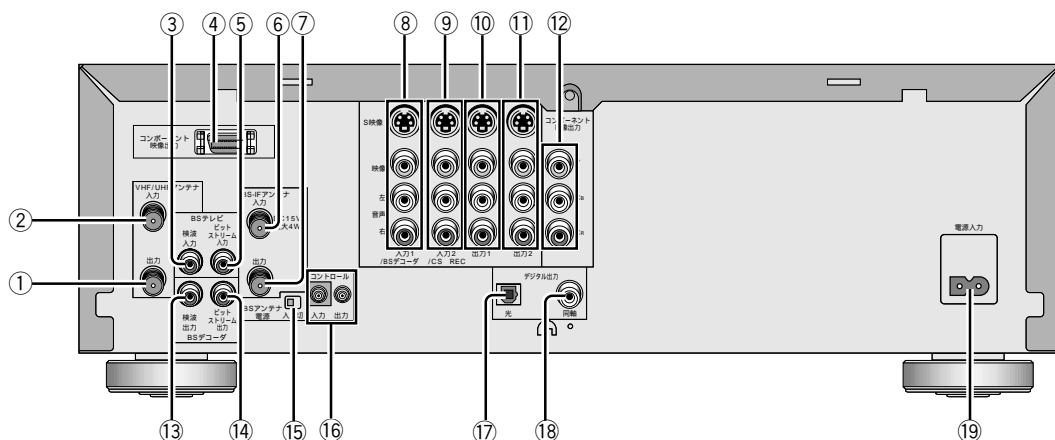 ③ ④ ⑤ ⑥ ⑦ ⑧ ⑨ ⑩ ⑪ ⑫
コンポーネント
映像出力
S映像
映像
左
音声
右
コンポーネント
映像出力
Y
CB
CR
VHF/UHFアンテナ
入力
出力
BSテレビ
検波
入力
ビット
ストリーム
入力
BS-IFアンテナ
入力
出力
入力1
/BSデコーダ
入力2
/CS REC
出力1
出力2
検波
出力
ビット
ストリーム
出力
BSデコーダ
BSアンテナ
電源
コントロール
入力 出力
デジタル出力
光
同軸
電源入力
②
①
⑬ ⑭ ⑮ ⑯ ⑰ ⑱ ⑲